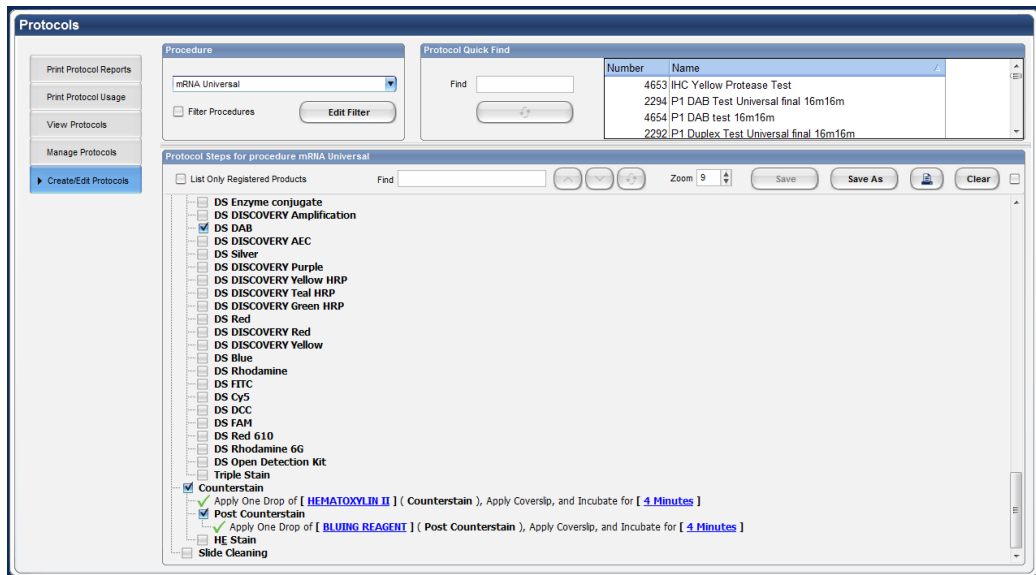 Protocols
Print Protocol Reports
Print Protocol Usage
View Protocols
Manage Protocols
Create/Edit Protocols
Procedure
mRNA Universal
Filter Procedures
Edit Filter
Protocol Quick Find
Find
Number Name
4653 IHC Yellow Protease Test
2294 P1 DAB Test Universal final 16m16m
4654 P1 DAB test 16m16m
2292 P1 Duplex Test Universal final 16m16m
Protocol Steps for procedure mRNA Universal
List Only Registered Products Find Zoom 9 Save Save As Clear
DS Enzyme conjugate
DS DISCOVERY Amplification
DS DAB
DS DISCOVERY AEC
DS Silver
DS DISCOVERY Purple
DS DISCOVERY Yellow HRP
DS DISCOVERY Teal HRP
DS DISCOVERY Green HRP
DS Red
DS DISCOVERY Red
DS DISCOVERY Yellow
DS Blue
DS Rhodamine
DS FITC
DS Cy5
DS DCC
DS FAM
DS Red 610
DS Rhodamine 6G
DS Open Detection Kit
Triple Stain
Counterstain
Apply One Drop of [ HEMATOXYLIN II ] ( Counterstain ), Apply Coverslip, and Incubate for [ 4 Minutes ]
Post Counterstain
Apply One Drop of [ BLUING REAGENT ] ( Post Counterstain ), Apply Coverslip, and Incubate for [ 4 Minutes ]
HE Stain
Slide Cleaning